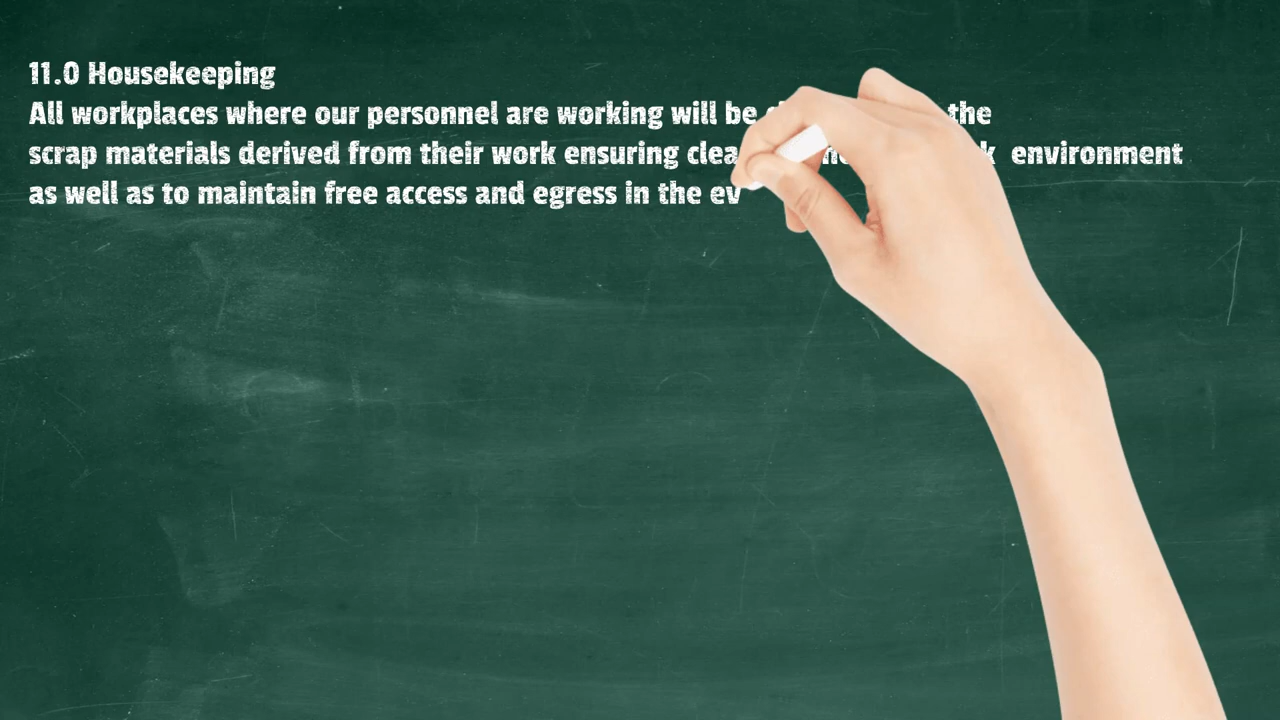 11.0 Housekeeping
All workplaces where our personnel are working will be the
scrap materials derived from their work ensuring environment
as well as to maintain free access and egress in the ev